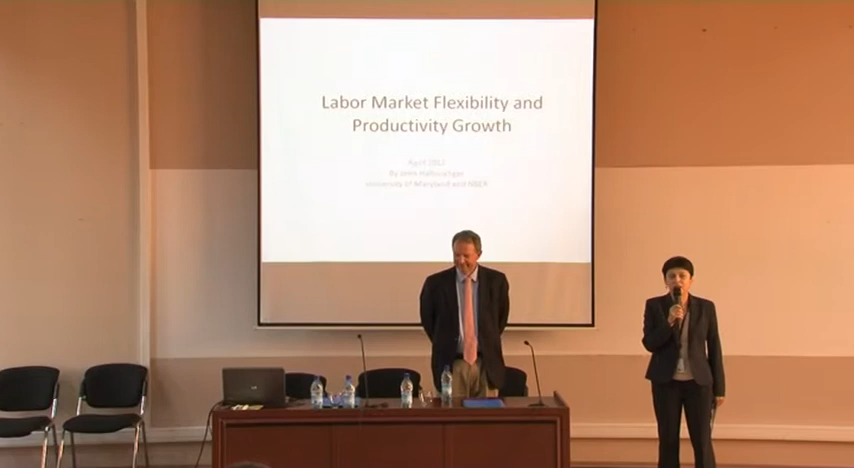 Labor Market Flexibility and
Productivity Growth
April 2012
By John Haltiwanger
University of Maryland and NBER